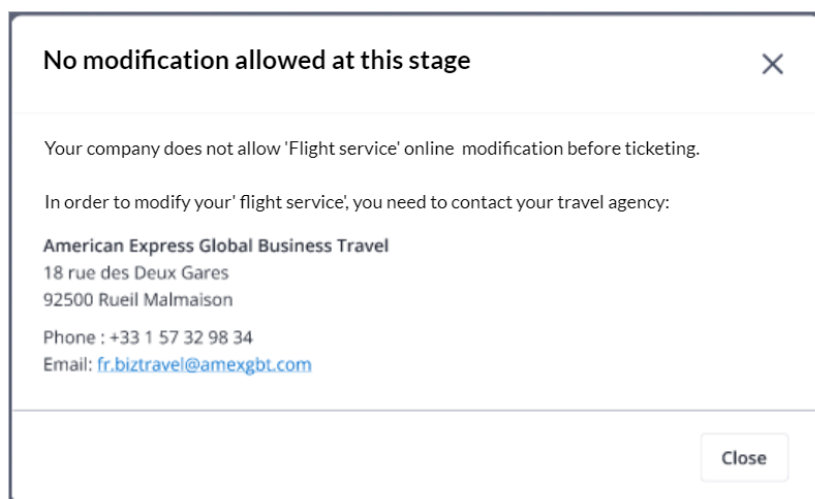 No modification allowed at this stage
Your company does not allow 'Flight service' online  modification before ticketing.
In order to modify your' flight service', you need to contact your travel agency:
American Express Global Business Travel
18 rue des Deux Gares
92500 Rueil Malmaison
Phone : +33 1 57 32 98 34
Email: fr.biztravel@amexgbt.com
Close